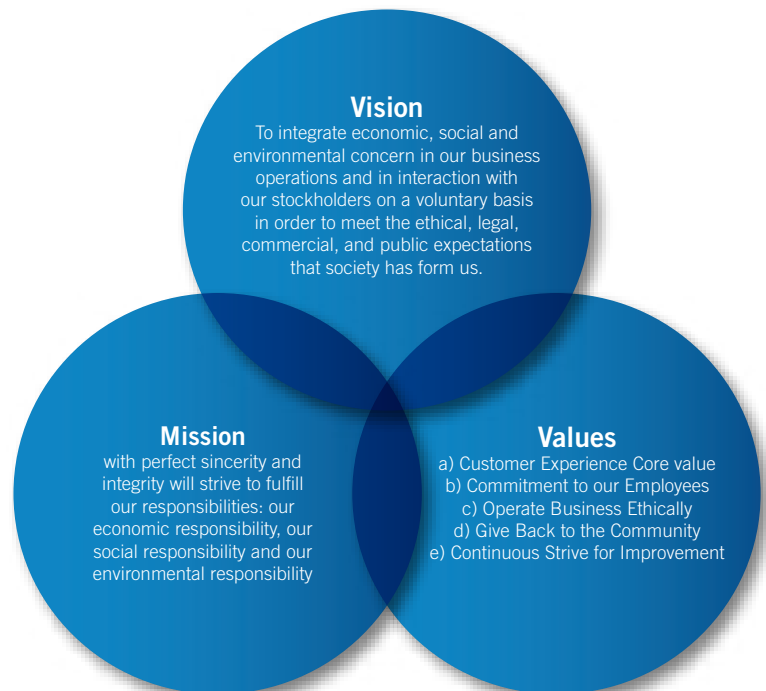 Vision
To integrate economic, social and
environmental concern in our business
operations and in interaction with
our stockholders on a voluntary basis
in order to meet the ethical, legal,
commercial, and public expectations
that society has form us.
Mission
with perfect sincerity and
integrity will strive to fulfill
our responsibilities: our
economic responsibility, our
social responsibility and our
environmental responsibility
Values
a) Customer Experience Core value
b) Commitment to our Employees
c) Operate Business Ethically
d) Give Back to the Community
e) Continuous Strive for Improvement